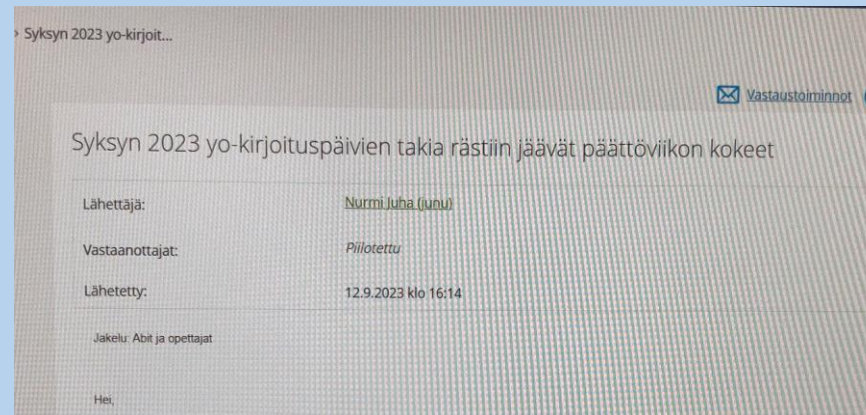 › Syksyn 2023 yo-kirjoit...
Vastaustoiminnot
Syksyn 2023 yo-kirjoituspäivien takia rästiin jäävät päättöviikon kokeet
Lähettäjä: Nurmi Juha (junu)
Vastaanottajat: Piilotettu
Lähetetty: 12.9.2023 klo 16:14
Jakelu: Abit ja opettajat
Hei,